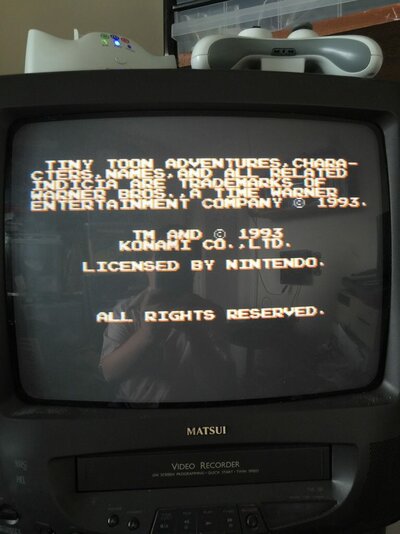 TINY TOON ADVENTURES,CHARA-
CTERS,NAMES,AND ALL RELATED
INDICIA ARE TRADEMARKS OF
WARNER BROS.,A TIME WARNER
ENTERTAINMENT COMPANY © 1993.
TM AND © 1993
KONAMI CO.,LTD.
LICENSED BY NINTENDO.
ALL RIGHTS RESERVED.
MATSUI
VIDEO RECORDER